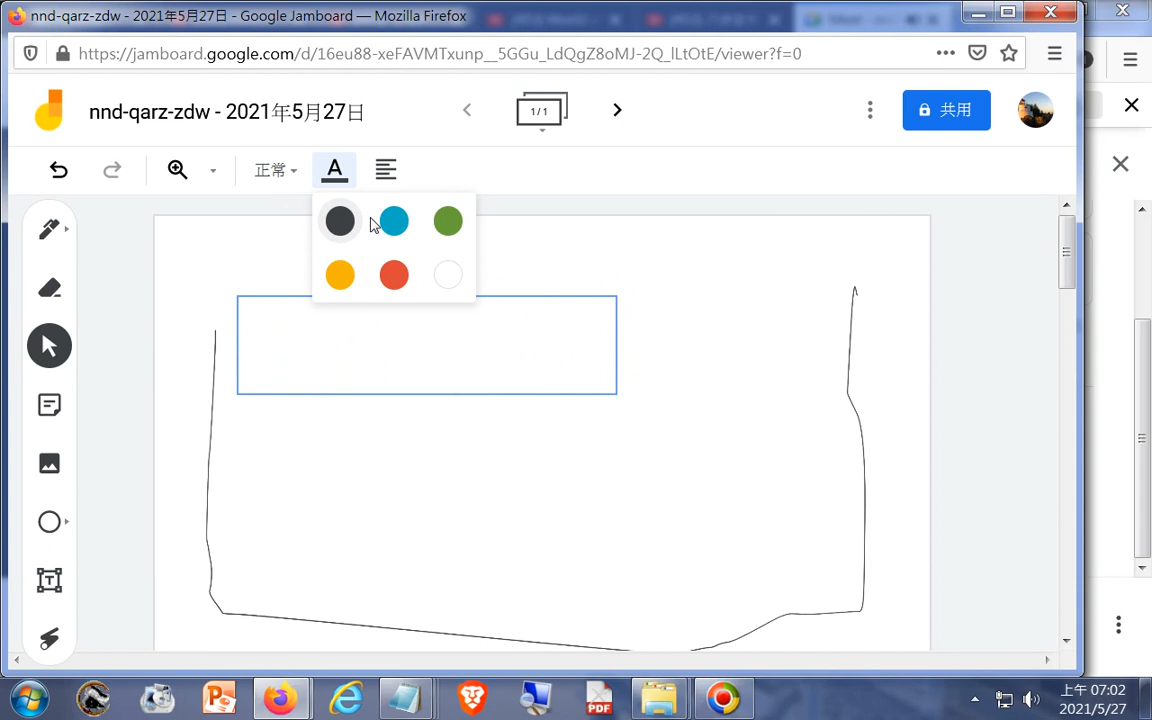 nnd-qarz-zdw - 2021年5月27日 - Google Jamboard — Mozilla Firefox
https://jamboard.google.com/d/16eu88-xeFAVMTxunp__5GGu_LdQgZ8oMJ-2Q_lLtOtE/viewer?f=0
nnd-qarz-zdw - 2021年5月27日
1/1
共用
正常
A
T
P
PDF
上午 07:02
2021/5/27